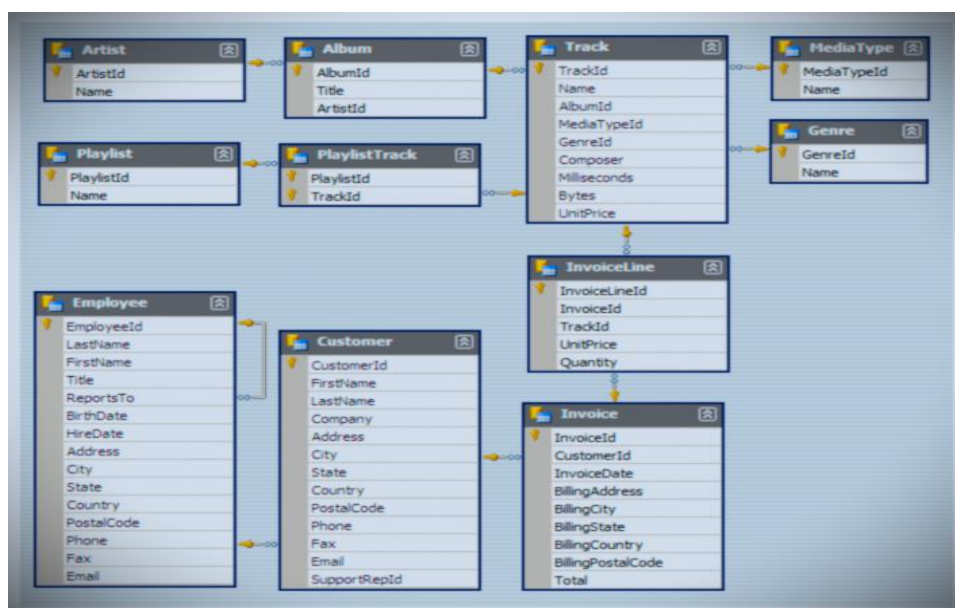 Artist
ArtistId
Name
Album
AlbumId
Title
ArtistId
Track
TrackId
Name
AlbumId
MediaTypeId
GenreId
Composer
Milliseconds
Bytes
UnitPrice
MediaType
MediaTypeId
Name
Genre
GenreId
Name
Playlist
PlaylistId
Name
PlaylistTrack
PlaylistId
TrackId
InvoiceLine
InvoiceLineId
InvoiceId
TrackId
UnitPrice
Quantity
Employee
EmployeeId
LastName
FirstName
Title
ReportsTo
BirthDate
HireDate
Address
City
State
Country
PostalCode
Phone
Fax
Email
Customer
CustomerId
FirstName
LastName
Company
Address
City
State
Country
PostalCode
Phone
Fax
Email
SupportRepId
Invoice
InvoiceId
CustomerId
InvoiceDate
BillingAddress
BillingCity
BillingState
BillingCountry
BillingPostalCode
Total